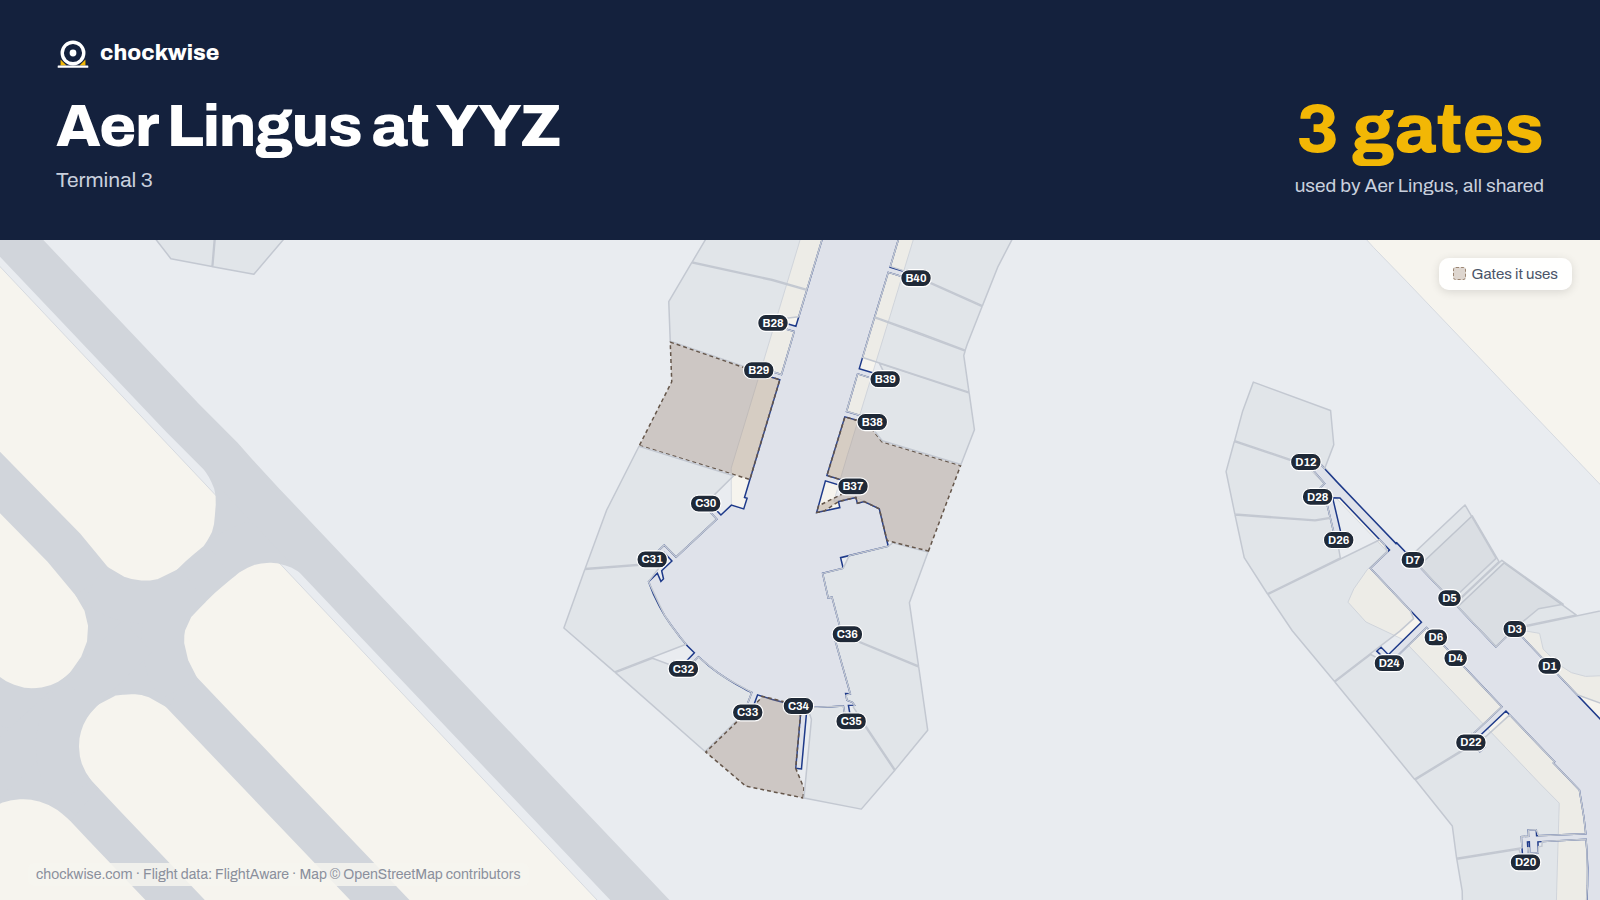 chockwise
Aer Lingus at YYZ
Terminal 3
3 gates
used by Aer Lingus, all shared
Gates it uses
B40
B28
B29
B39
B38
B37
C30
C31
C36
C32
C33
C34
C35
D12
D28
D26
D7
D5
D3
D6
D4
D24
D1
D22
D20
chockwise.com · Flight data: FlightAware · Map © OpenStreetMap contributors